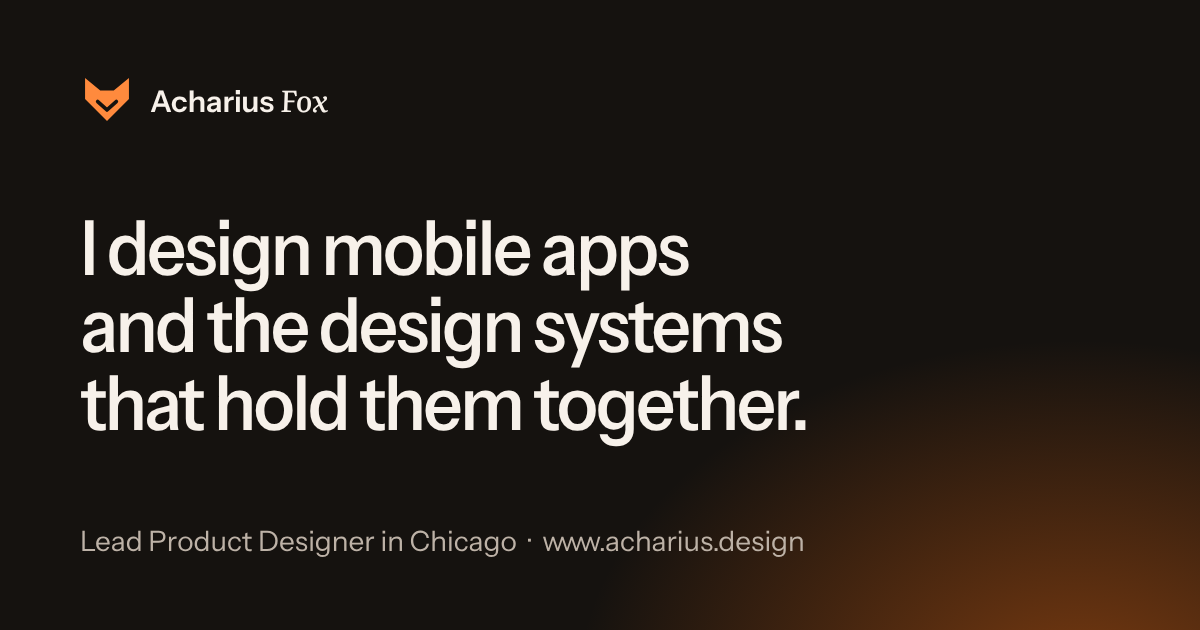 Acharius Fox
I design mobile apps
and the design systems
that hold them together.
Lead Product Designer in Chicago · www.acharius.design